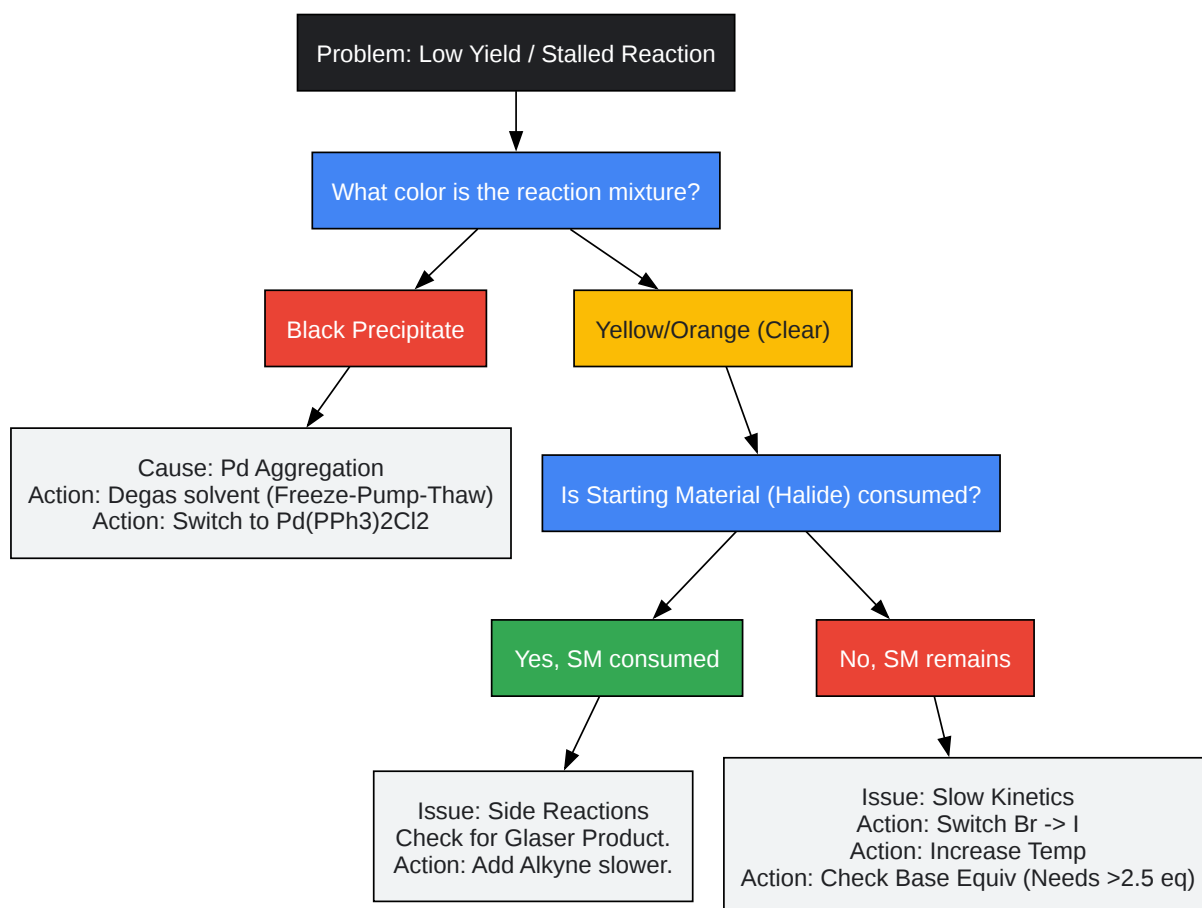 Problem: Low Yield / Stalled Reaction
What color is the reaction mixture?
Black Precipitate
Yellow/Orange (Clear)
Cause: Pd Aggregation
Action: Degas solvent (Freeze-Pump-Thaw)
Action: Switch to Pd(PPh3)2Cl2
Is Starting Material (Halide) consumed?
Yes, SM consumed
No, SM remains
Issue: Side Reactions
Check for Glaser Product.
Action: Add Alkyne slower.
Issue: Slow Kinetics
Action: Switch Br -> I
Action: Increase Temp
Action: Check Base Equiv (Needs >2.5 eq)